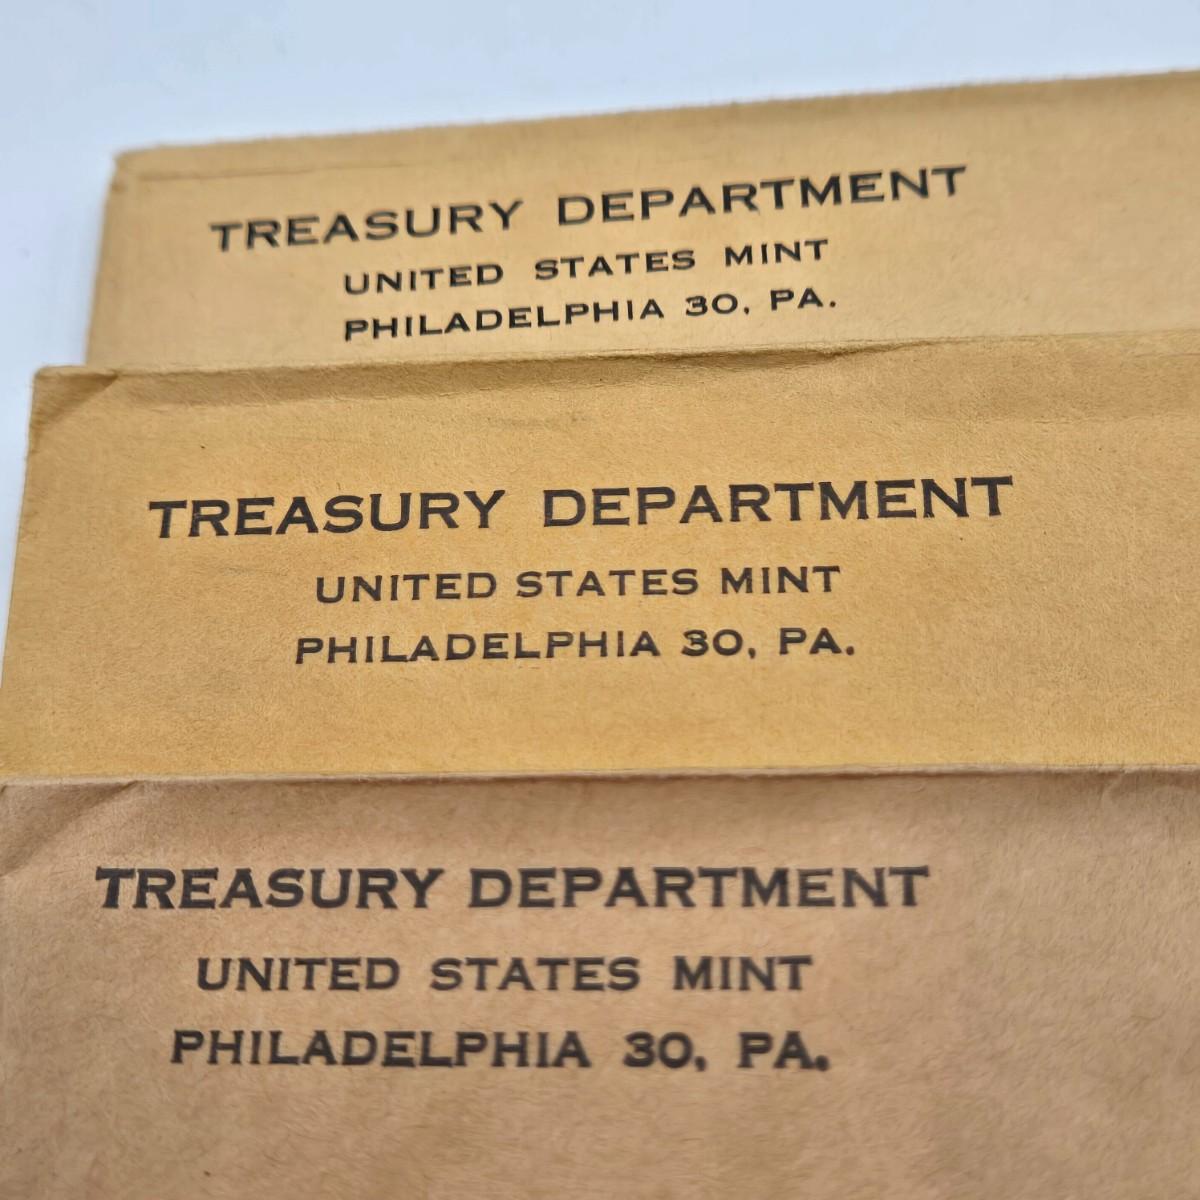 TREASURY DEPARTMENT
UNITED STATES MINT
PHILADELPHIA 30, PA.
TREASURY DEPARTMENT
UNITED STATES MINT
PHILADELPHIA 30, PA.
TREASURY DEPARTMENT
UNITED STATES MINT
PHILADELPHIA 30, PA.